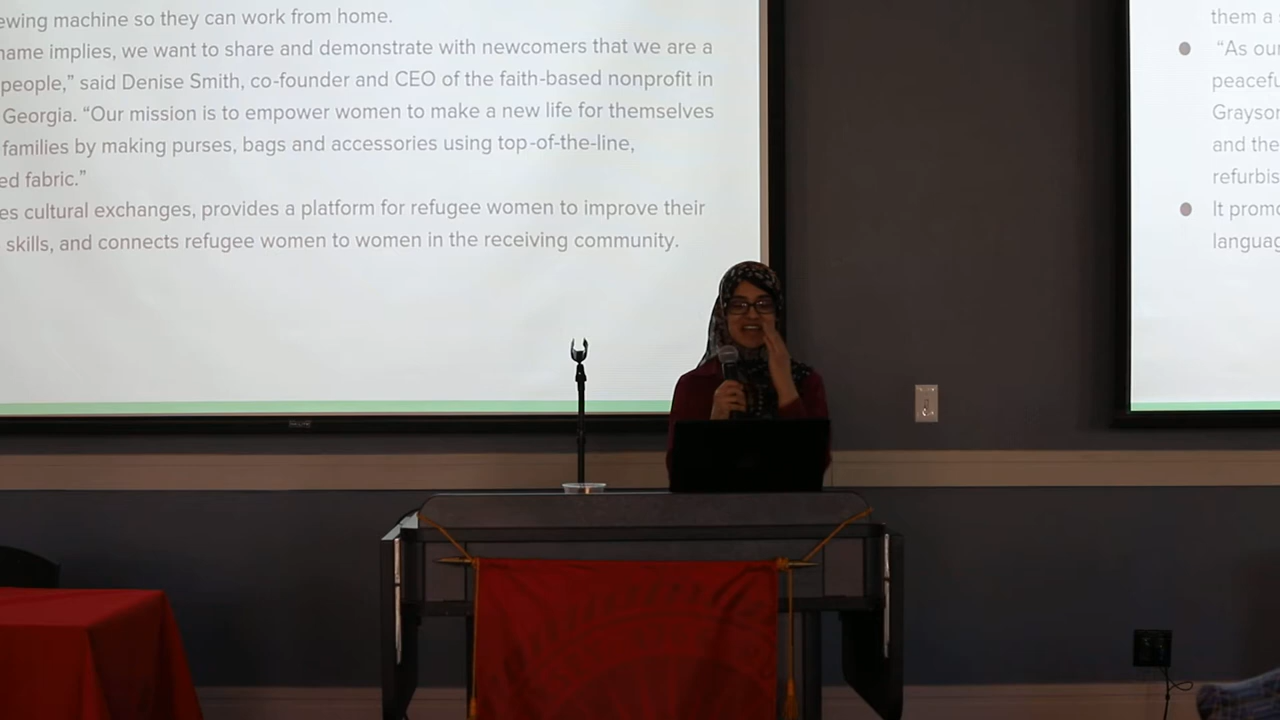 ewing machine so they can work from home.
name implies, we want to share and demonstrate with newcomers that we are a
people,” said Denise Smith, co-founder and CEO of the faith-based nonprofit in
Georgia. “Our mission is to empower women to make a new life for themselves
families by making purses, bags and accessories using top-of-the-line,
ed fabric.”
es cultural exchanges, provides a platform for refugee women to improve their
skills, and connects refugee women to women in the receiving community.
them a
“As our
peacefu
Grayson
and the
refurbis
It promo
languag